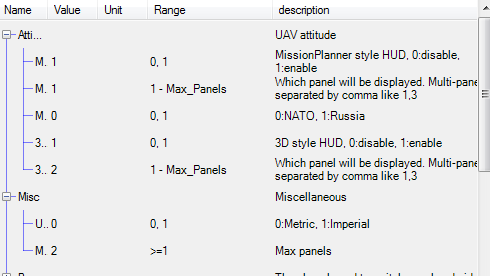 Name Value Unit Range description
Atti... UAV attitude
M. 1 0, 1 MissionPlanner style HUD, 0:disable,
1:enable
M. 1 1 - Max_Panels Which panel will be displayed. Multi-pane
separated by comma like 1,3
M. 0 0, 1 0:NATO, 1:Russia
3.. 1 0, 1 3D style HUD, 0:disable, 1:enable
3.. 2 1 - Max_Panels Which panel will be displayed. Multi-pane
separated by comma like 1,3
Misc Miscellaneous
U.. 0 0, 1 0:Metric, 1:Imperial
M. 2 >=1 Max panels